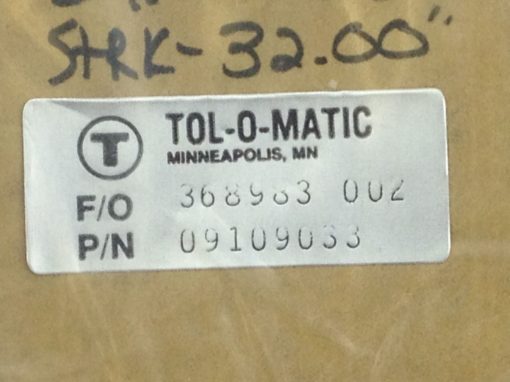 STRK-32.00"
T TOL-O-MATIC
MINNEAPOLIS, MN
F/O 368983 002
P/N 09109033